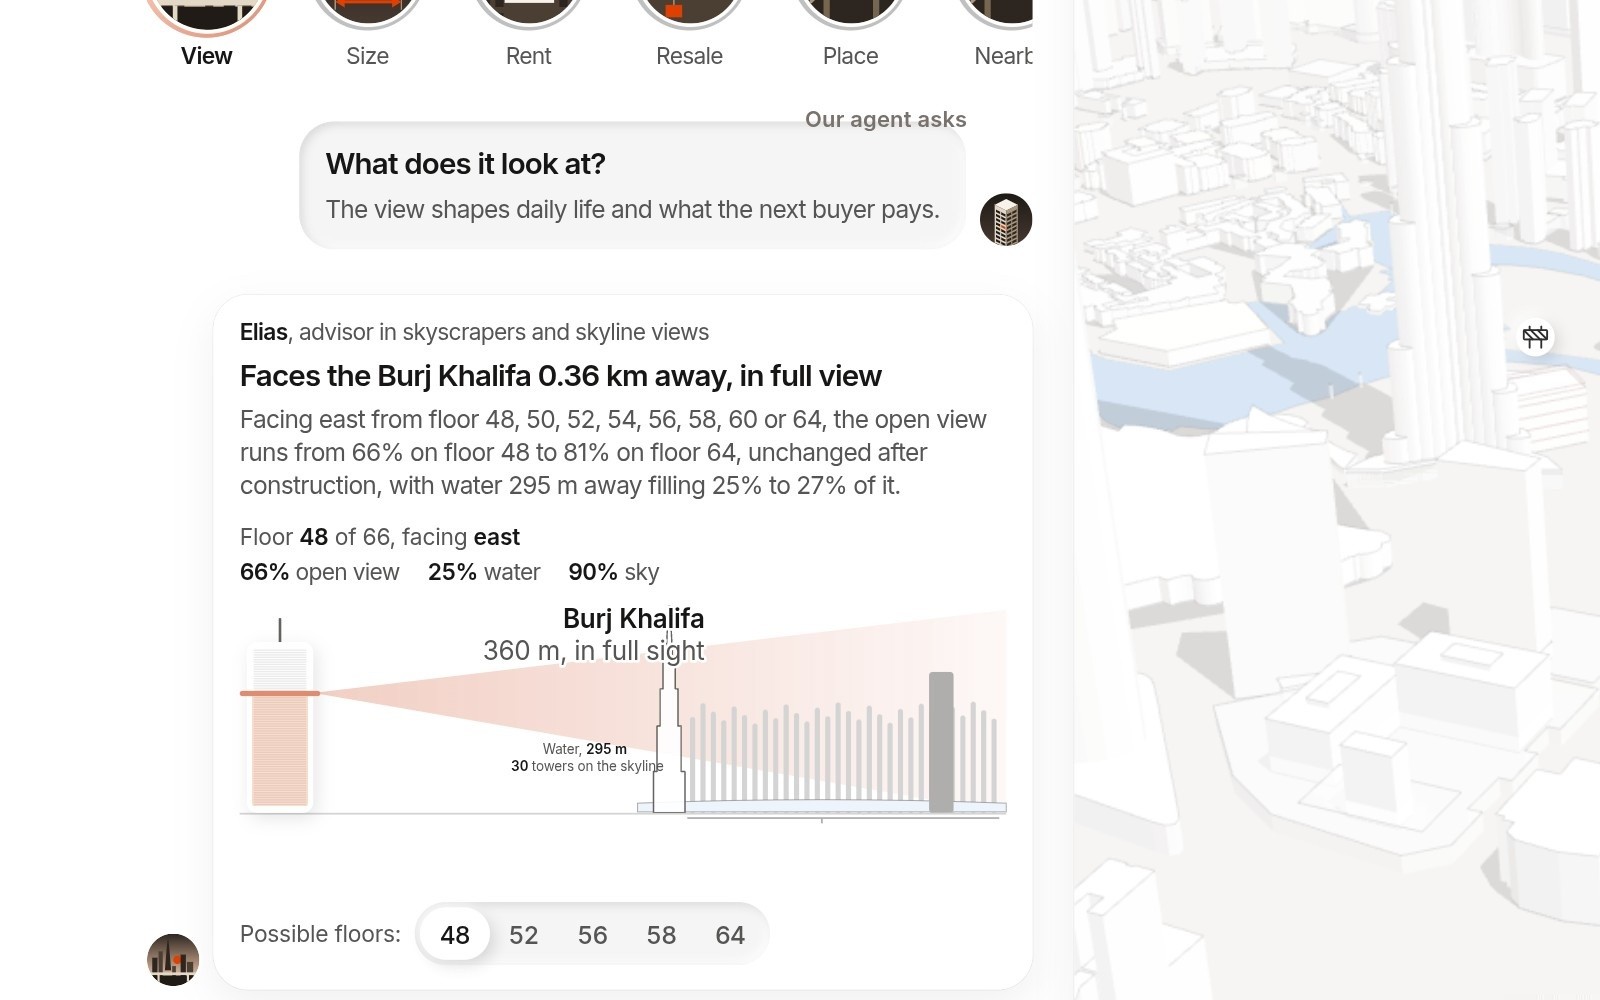 View
Size
Rent
Resale
Place
Nearb
Our agent asks
What does it look at?
The view shapes daily life and what the next buyer pays.
Elias, advisor in skyscrapers and skyline views
Faces the Burj Khalifa 0.36 km away, in full view
Facing east from floor 48, 50, 52, 54, 56, 58, 60 or 64, the open view
runs from 66% on floor 48 to 81% on floor 64, unchanged after
construction, with water 295 m away filling 25% to 27% of it.
Floor 48 of 66, facing east
66% open view 25% water 90% sky
Burj Khalifa
360 m, in full sight
Water, 295 m
30 towers on the skyline
Possible floors: 48 52 56 58 64